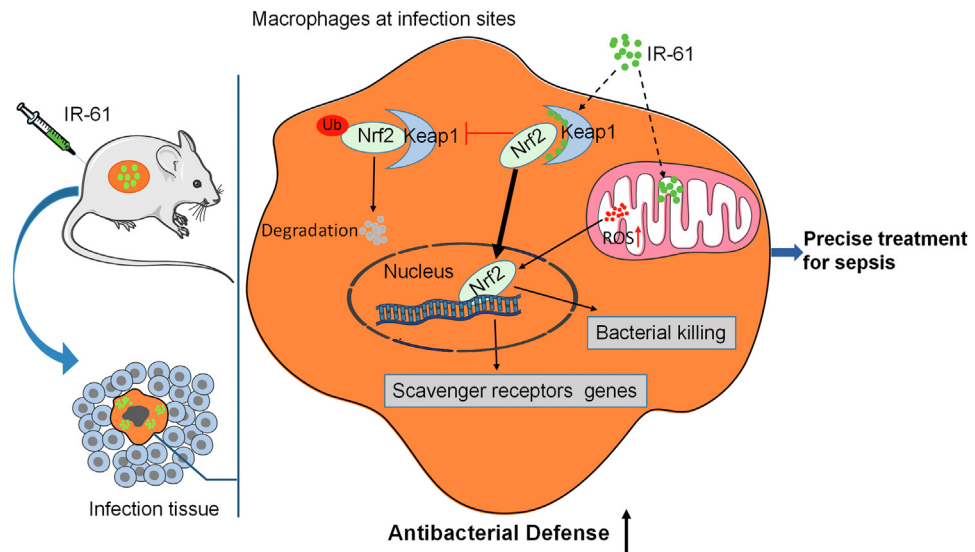 Macrophages at infection sites
IR-61
IR-61
Ub
Nrf2
Keap1
Nrf2
Keap1
Degradation
ROS
Nucleus
Nrf2
Precise treatment
for sepsis
Bacterial killing
Scavenger receptors genes
Infection tissue
Antibacterial Defense